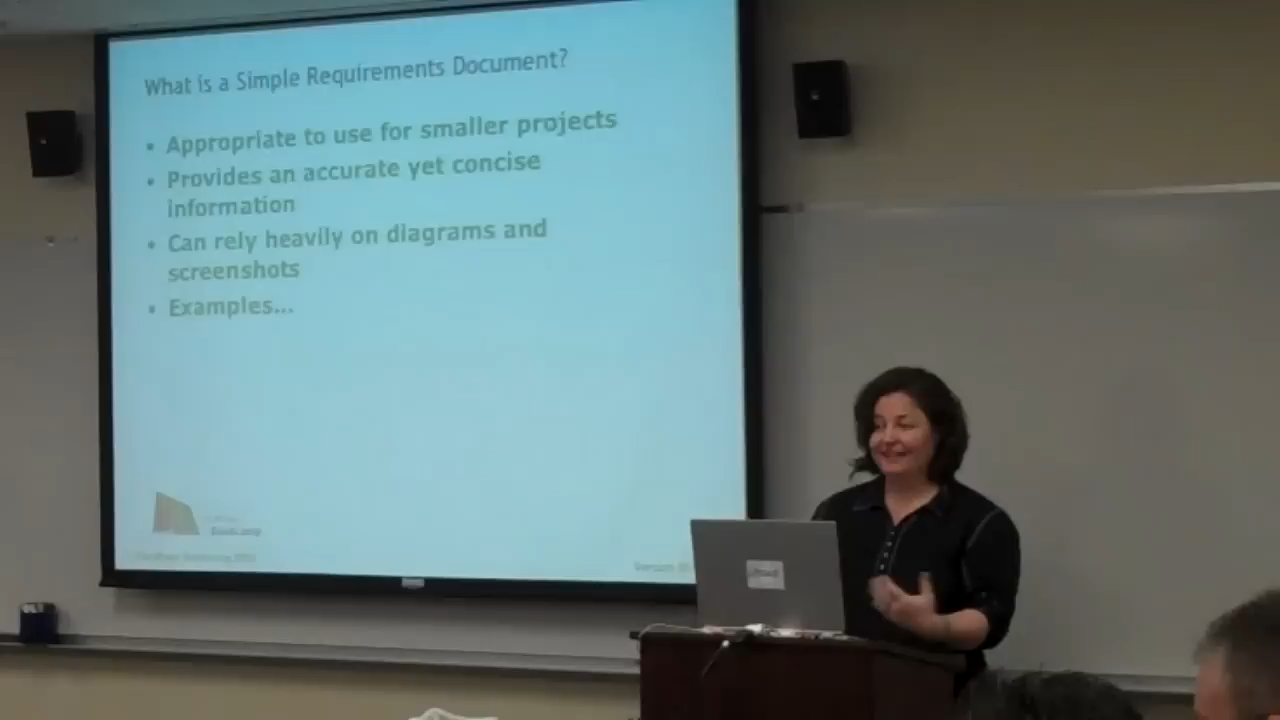 What is a Simple Requirements Document?
• Appropriate to use for smaller projects
• Provides an accurate yet concise
information
• Can rely heavily on diagrams and
screenshots
• Examples...